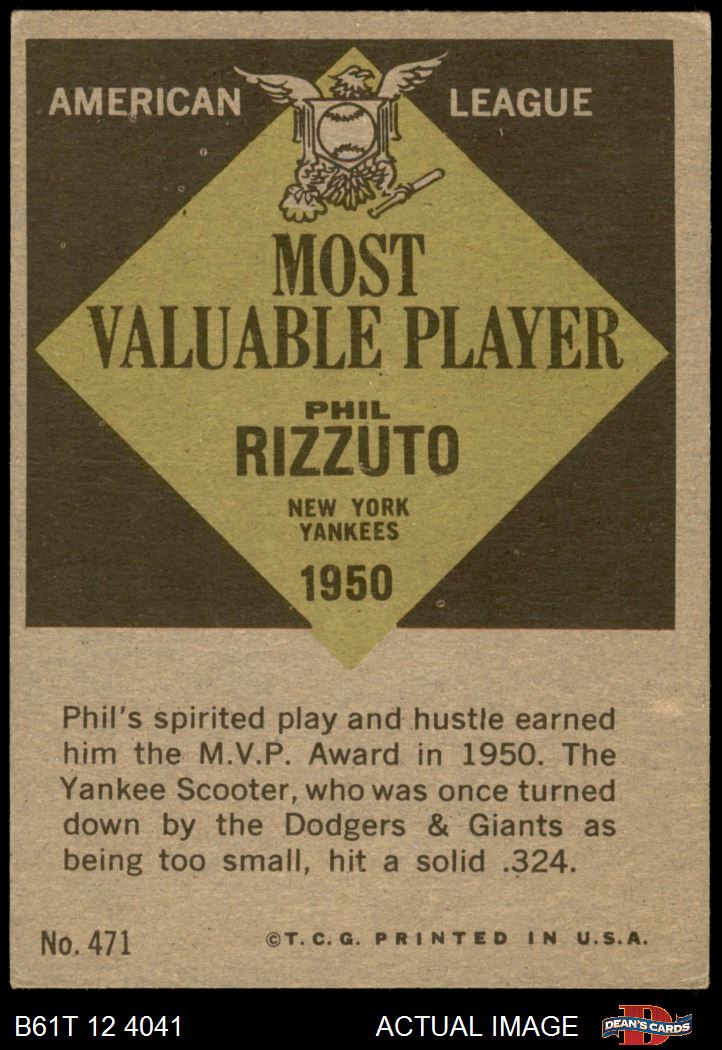 AMERICAN LEAGUE
MOST
VALUABLE PLAYER
PHIL
RIZZUTO
NEW YORK
YANKEES
1950
Phil's spirited play and hustle earned
him the M.V.P. Award in 1950. The
Yankee Scooter, who was once turned
down by the Dodgers & Giants as
being too small, hit a solid .324.
No. 471 ©T.C.G. PRINTED IN U.S.A.
B61T 12 4041 ACTUAL IMAGE DEAN'S CARDS